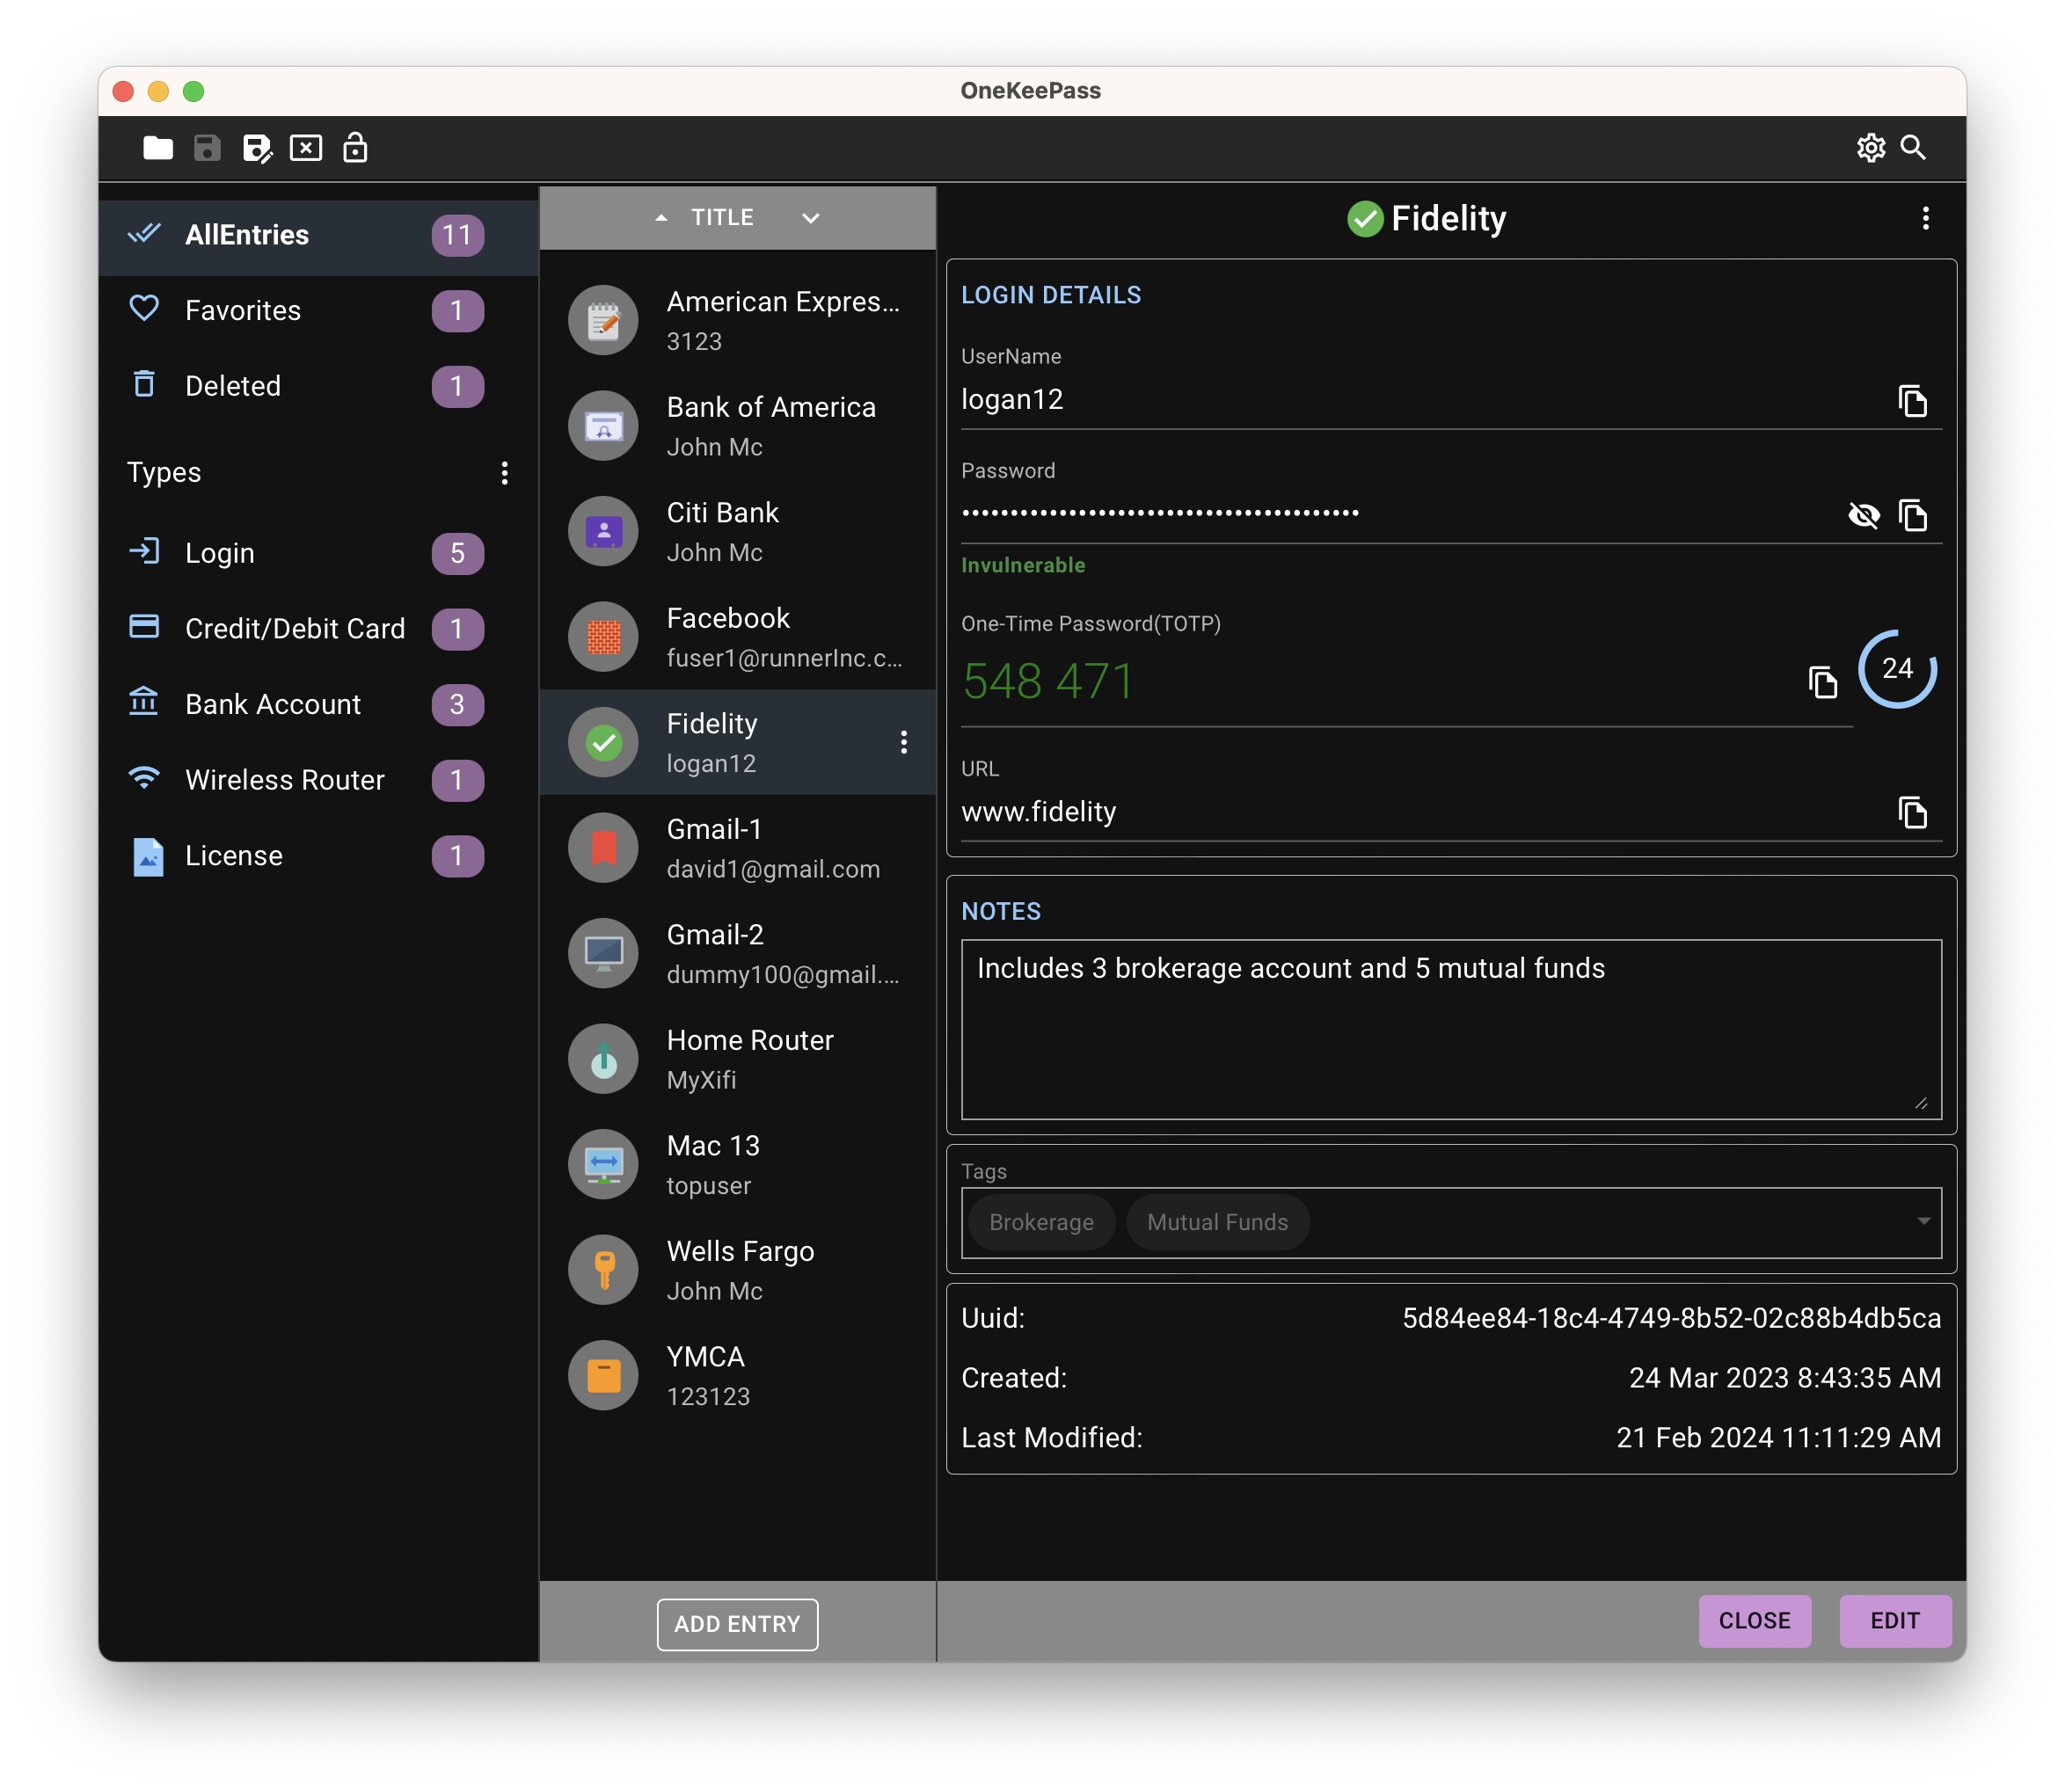 OneKeePass
AllEntries 11
Favorites 1
Deleted 1
Types
Login 5
Credit/Debit Card 1
Bank Account 3
Wireless Router 1
License 1
TITLE
American Expres...
3123
Bank of America
John Mc
Citi Bank
John Mc
Facebook
fuser1@runnerInc.c...
Fidelity
logan12
Gmail-1
david1@gmail.com
Gmail-2
dummy100@gmail....
Home Router
MyXifi
Mac 13
topuser
Wells Fargo
John Mc
YMCA
123123
ADD ENTRY
Fidelity
LOGIN DETAILS
UserName
logan12
Password
•••••••••••••••••••••••••••••••••••••••••
Invulnerable
One-Time Password(TOTP)
548 471
24
URL
www.fidelity
NOTES
Includes 3 brokerage account and 5 mutual funds
Tags
Brokerage Mutual Funds
Uuid: 5d84ee84-18c4-4749-8b52-02c88b4db5ca
Created: 24 Mar 2023 8:43:35 AM
Last Modified: 21 Feb 2024 11:11:29 AM
CLOSE EDIT